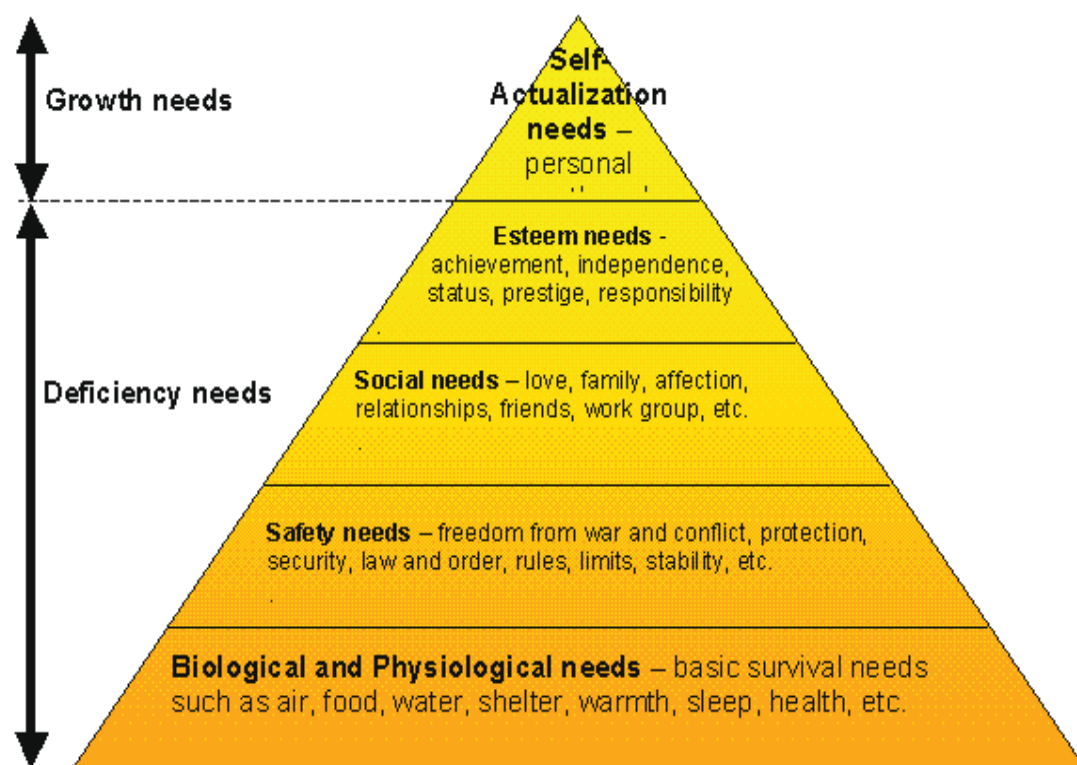 Growth needs
Self-
Actualization
needs –
personal
Esteem needs -
achievement, independence,
status, prestige, responsibility
Deficiency needs
Social needs – love, family, affection,
relationships, friends, work group, etc.
Safety needs – freedom from war and conflict, protection,
security, law and order, rules, limits, stability, etc.
Biological and Physiological needs – basic survival needs
such as air, food, water, shelter, warmth, sleep, health, etc.